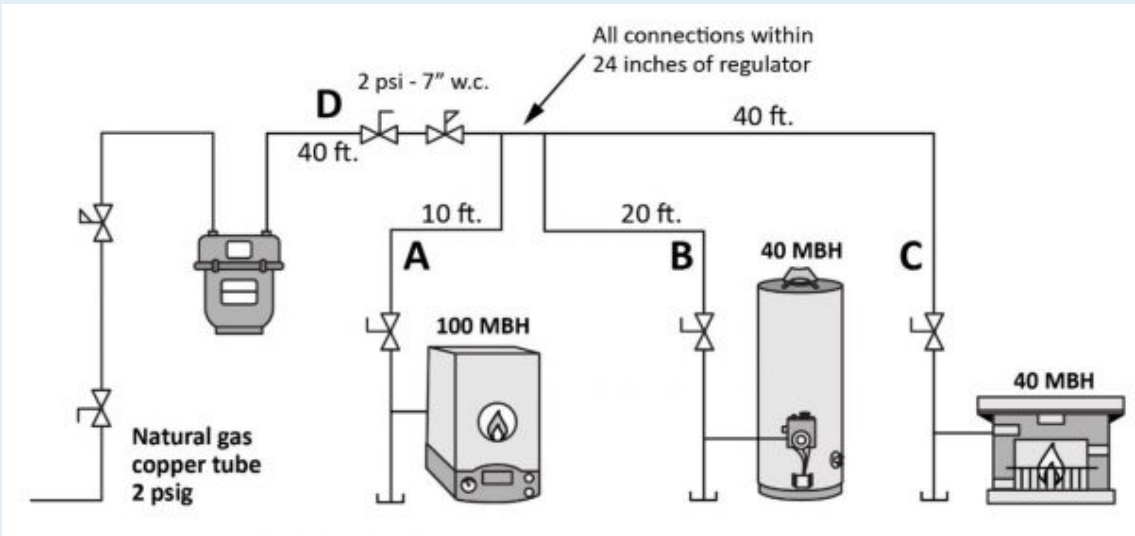 All connections within
24 inches of regulator
2 psi - 7” w.c.
D
40 ft.
40 ft.
10 ft.
20 ft.
A
B
C
40 MBH
100 MBH
40 MBH
Natural gas
copper tube
2 psig